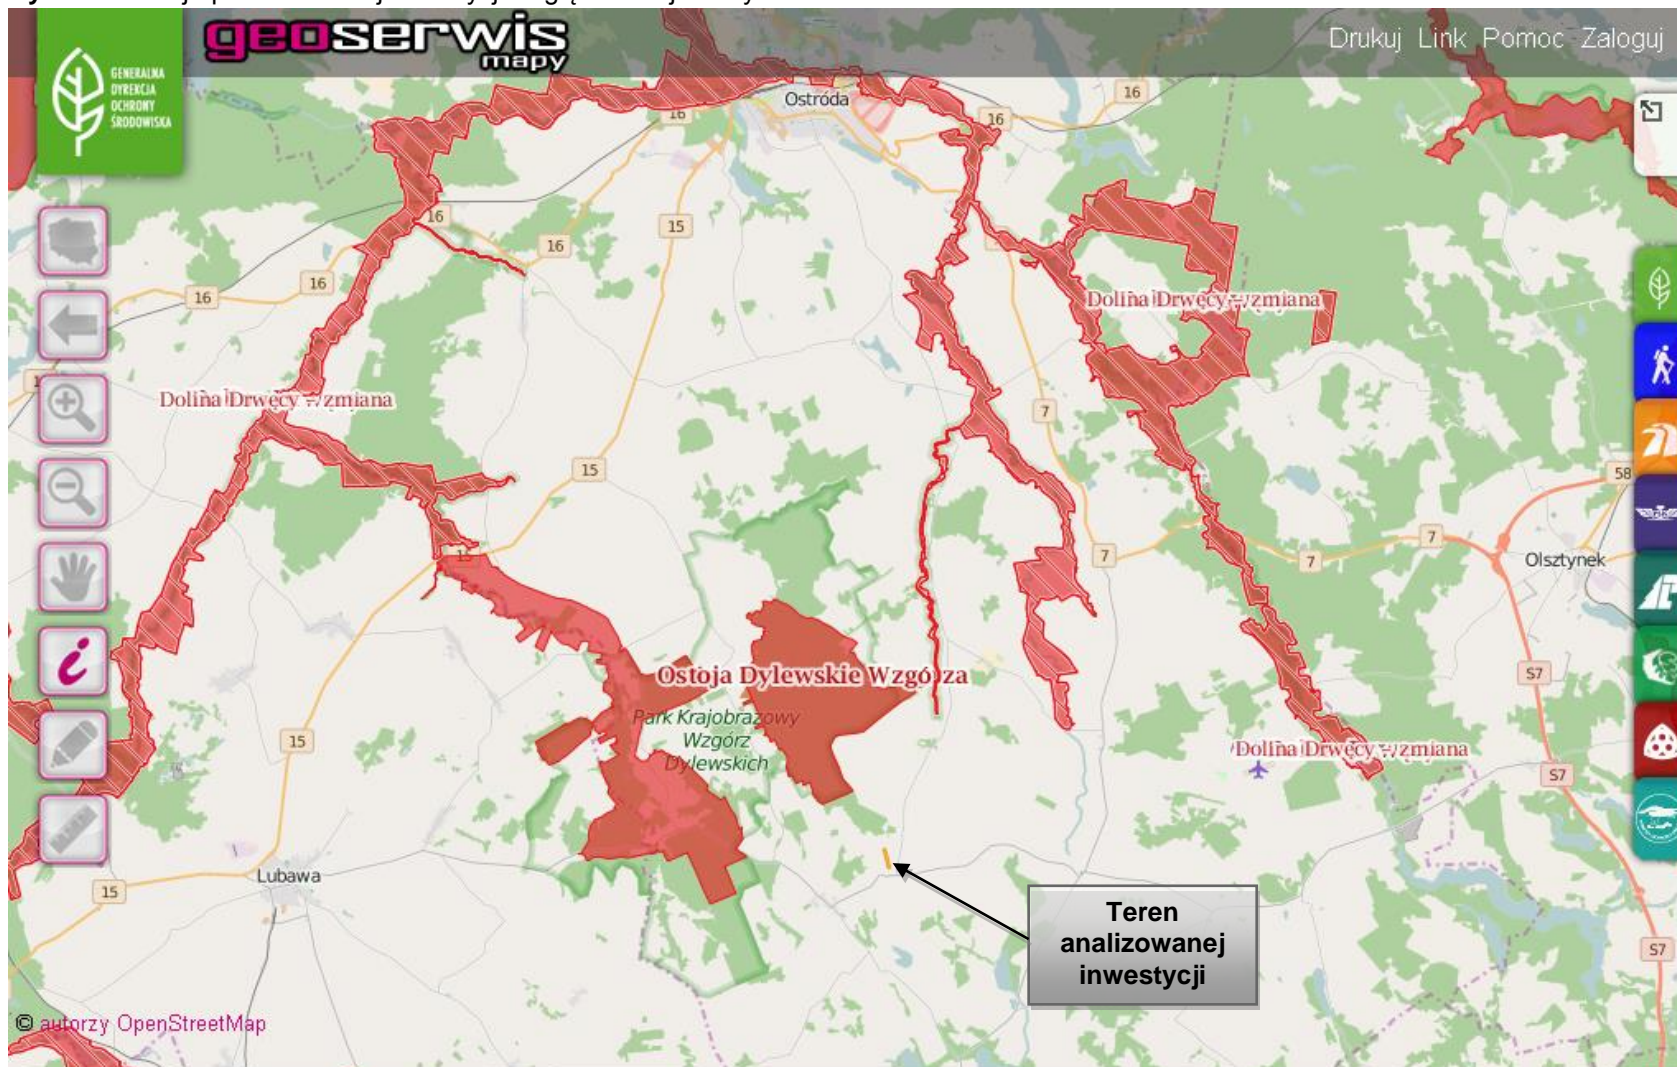 geoserwis
mapy
Drukuj Link Pomoc Zaloguj
GENERALNA
DYREKCJA
OCHRONY
ŚRODOWISKA
Ostróda
16
16
16
16
16
16
16
15
Dolina Drwęcy - zmiana
Dolina Drwęcy - zmiana
7
15
58
7
7
7
15
Olsztynek
Ostoja Dylewskie Wzgórza
S7
Park Krajobrazowy
Wzgórz
Dylewskich
15
Dolina Drwęcy - zmiana
S7
Lubawa
15
Teren
analizowanej
inwestycji
S7
© autorzy OpenStreetMap